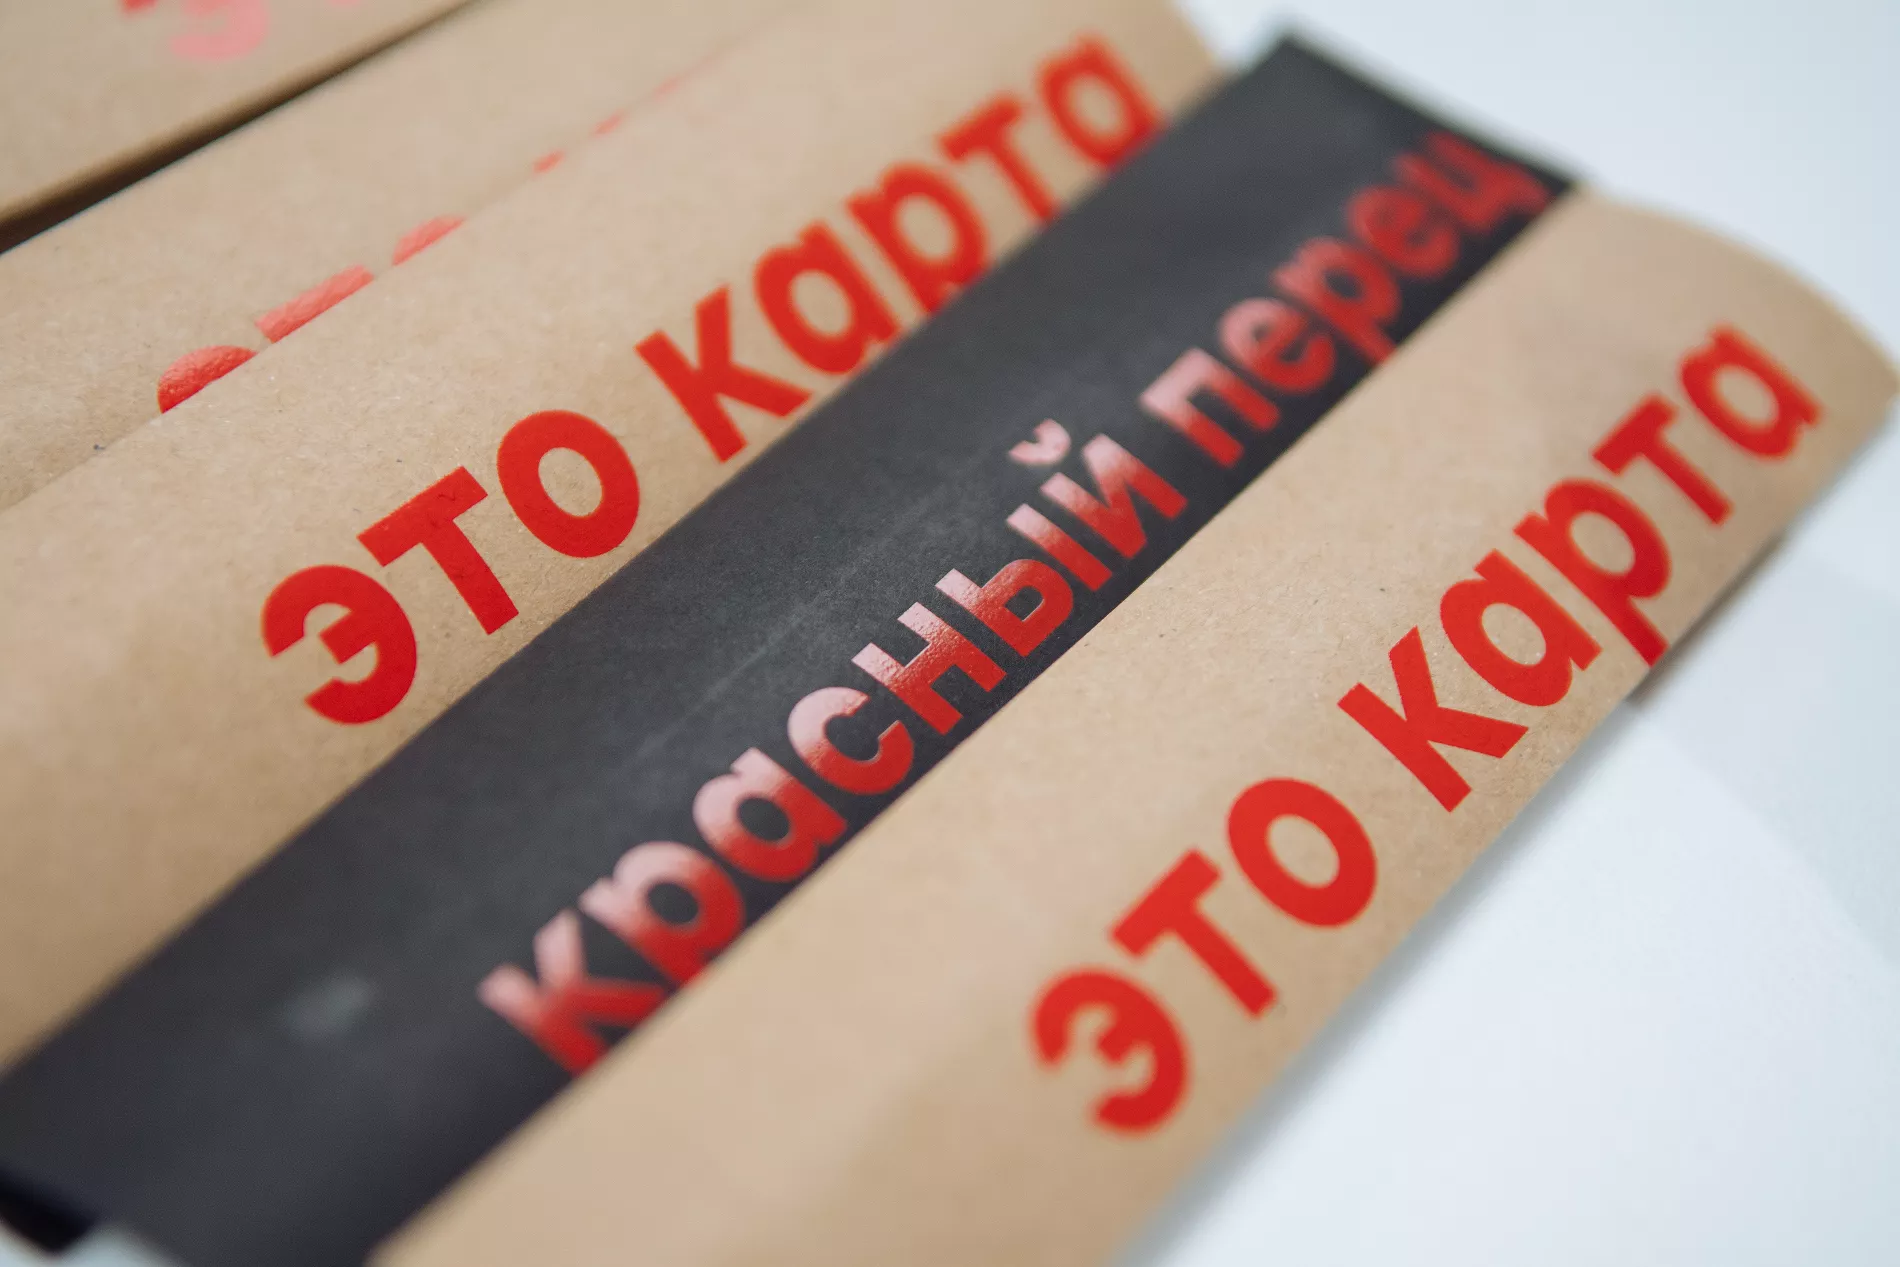 это карта
красный перец
это карта